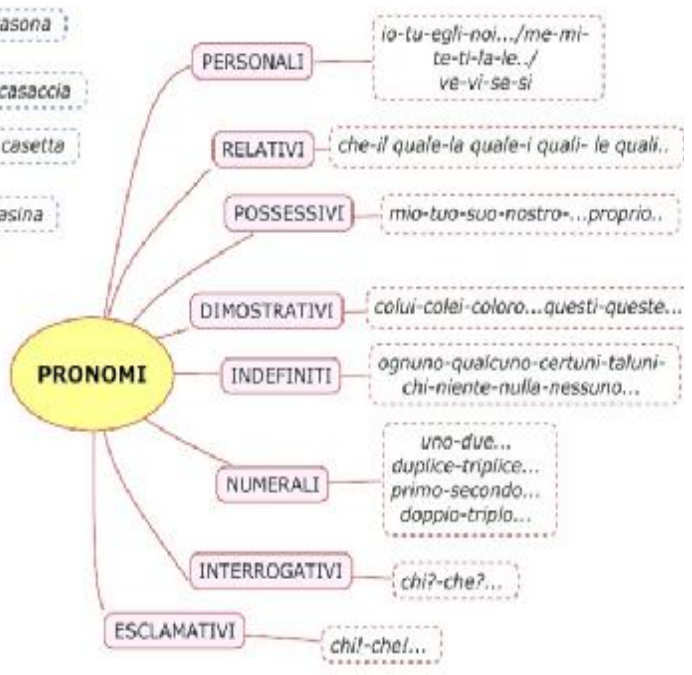 asona
casaccia
casetta
asina
PRONOMI
PERSONALI
io-tu-egli-noi.../me-mi-
te-ti-la-le../
ve-vi-se-si
RELATIVI
che-il quale-la quale-i quali- le quali..
POSSESSIVI
mio-tuo-suo-nostro-...proprio..
DIMOSTRATIVI
colui-colei-coloro...questi-queste...
INDEFINITI
ognuno-qualcuno-certuni-taluni-
chi-niente-nulla-nessuno...
NUMERALI
uno-due...
duplice-triplice...
primo-secondo...
doppio-triplo...
INTERROGATIVI
chi?-che?...
ESCLAMATIVI
chi!-che!...